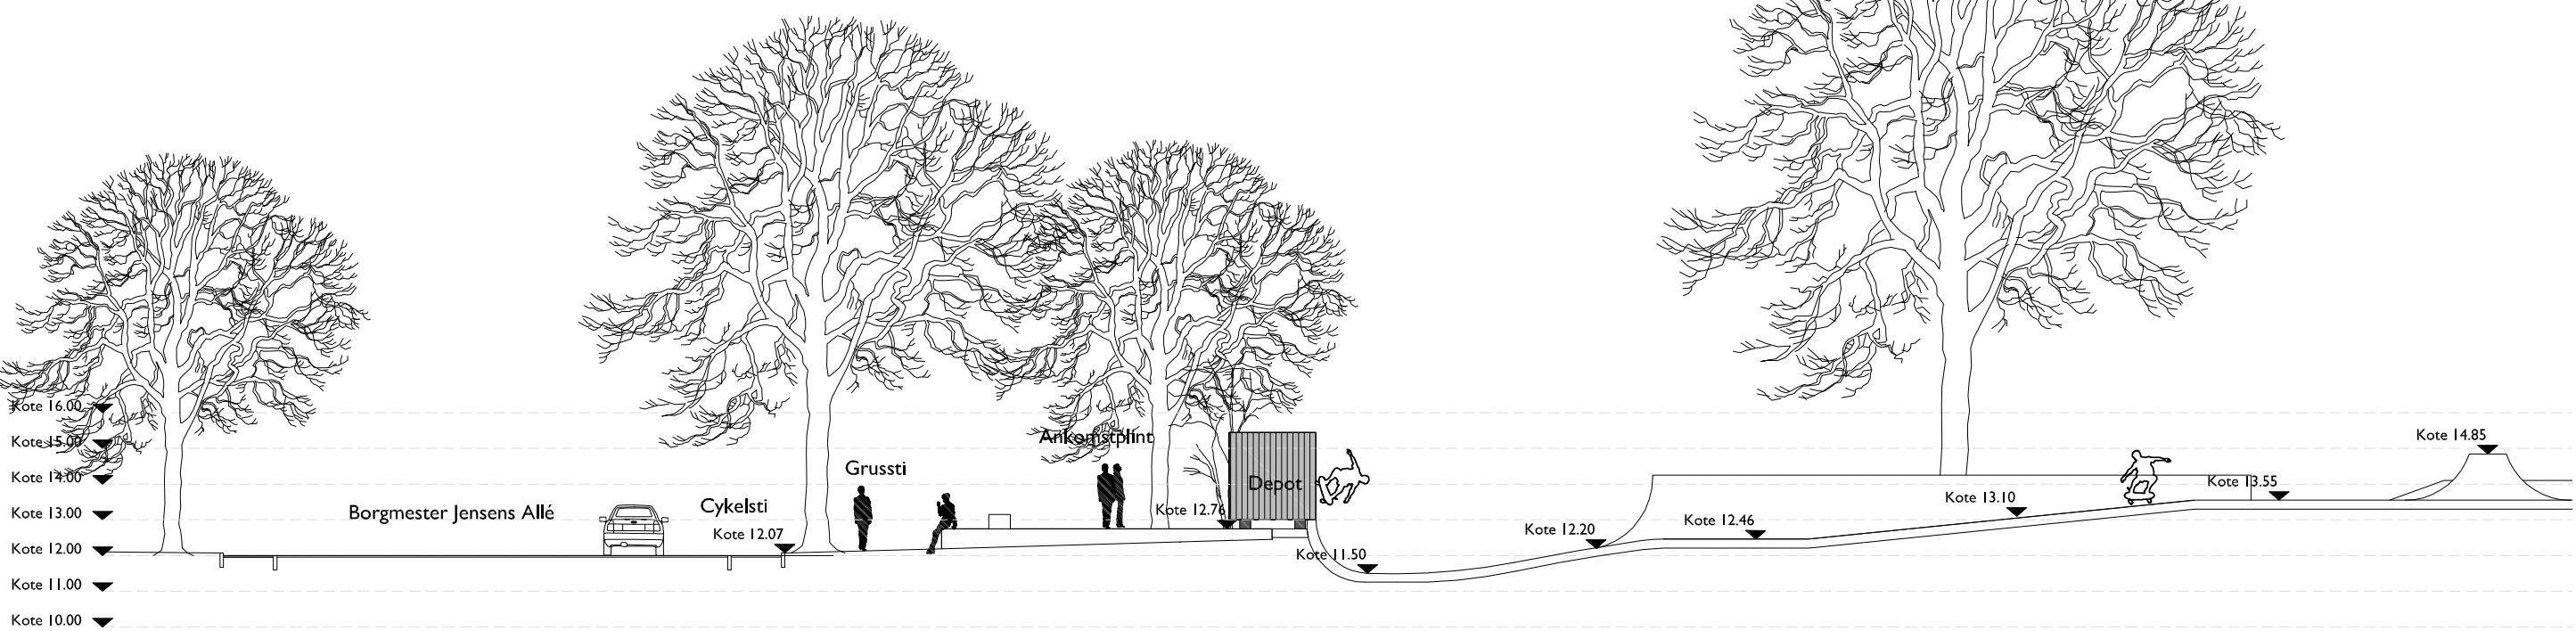 Kote 16.00
Kote 15.00
Kote 14.00
Kote 13.00
Kote 12.00
Kote 11.00
Kote 10.00
Borgmester Jensens Allé
Cykelsti
Kote 12.07
Grussti
Ankomstplint
Kote 12.76
Depot
Kote 11.50
Kote 12.20
Kote 12.46
Kote 13.10
Kote 13.55
Kote 14.85